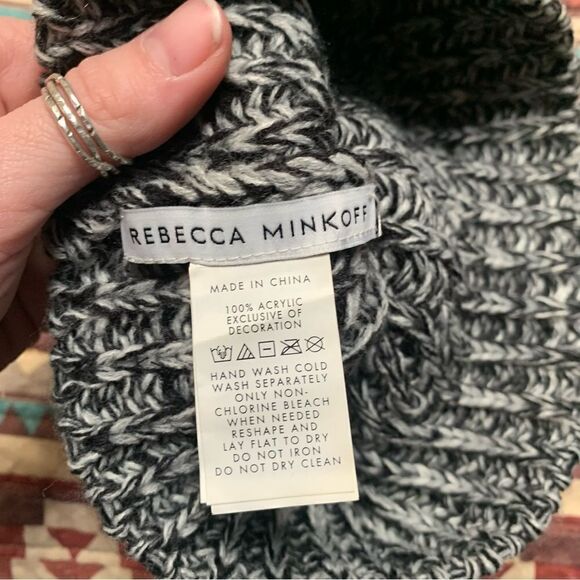 REBECCA MINKOFF
MADE IN CHINA
100% ACRYLIC
EXCLUSIVE OF
DECORATION
HAND WASH COLD
WASH SEPARATELY
ONLY NON-
CHLORINE BLEACH
WHEN NEEDED
RESHAPE AND
LAY FLAT TO DRY
DO NOT IRON
DO NOT DRY CLEAN